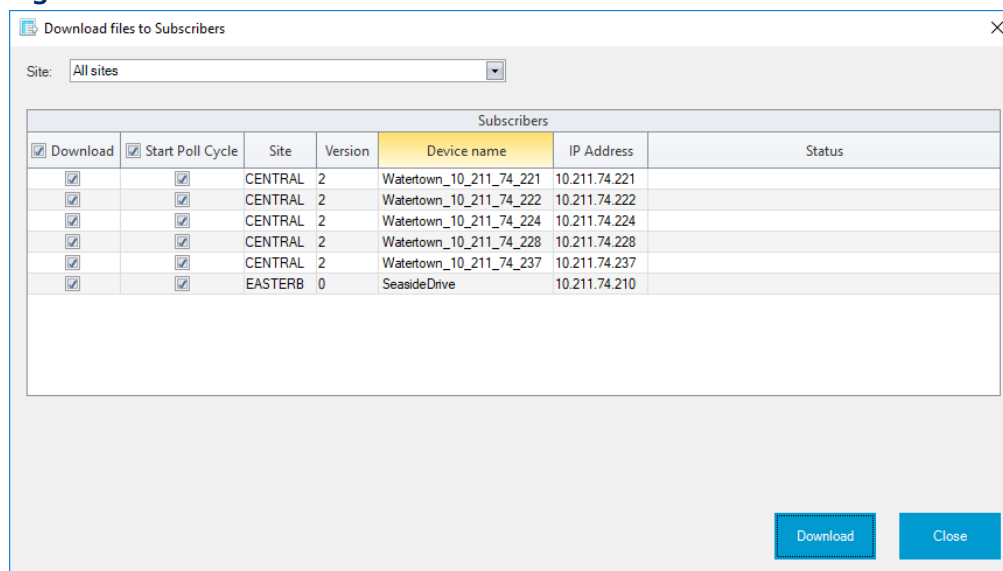 Download files to Subscribers
Site: All sites
Subscribers
Download Start Poll Cycle Site Version Device name IP Address Status
CENTRAL 2 Watertown_10_211_74_221 10.211.74.221
CENTRAL 2 Watertown_10_211_74_222 10.211.74.222
CENTRAL 2 Watertown_10_211_74_224 10.211.74.224
CENTRAL 2 Watertown_10_211_74_228 10.211.74.228
CENTRAL 2 Watertown_10_211_74_237 10.211.74.237
EASTERB 0 SeasideDrive 10.211.74.210
Download Close